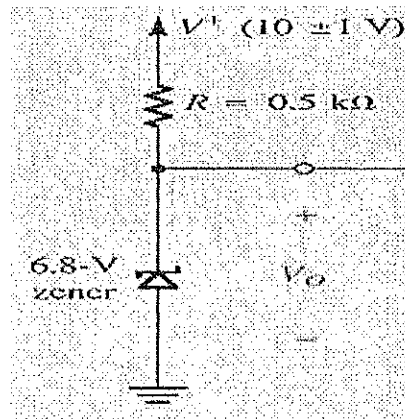 V⁺ (10 ±1 V)
R = 0.5 kΩ
+
6.8-V
zener
V_O
−